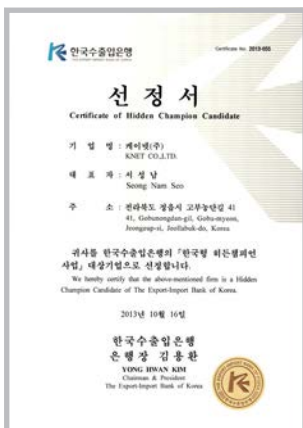 한국수출입은행
THE EXPORT-IMPORT BANK OF KOREA
Certificate No. 2013-055
선정서
Certificate of Hidden Champion Candidate
기 업 명 : 케이넷(주)
KNET CO.,LTD.
대 표 자 : 서성남
Seong Nam Seo
주 소 : 전라북도 정읍시 고부농단길 41
41, Gobunongdan-gil, Gobu-myeon,
Jeongeup-si, Jeollabuk-do, Korea
귀사를 한국수출입은행의 「한국형 히든챔피언
사업」 대상기업으로 선정합니다.
We hereby certify that the above-mentioned firm is a Hidden
Champion Candidate of The Export-Import Bank of Korea.
2013년 10월 16일
한국수출입은행
은행장 김용환
YONG HWAN KIM
Chairman & President
The Export-Import Bank of Korea